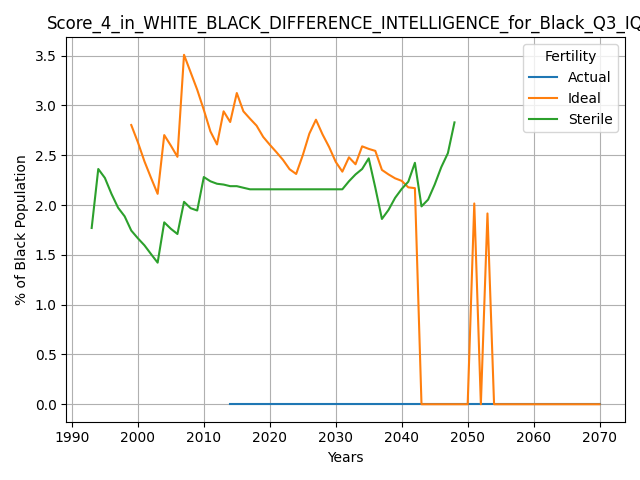 Score_4_in_WHITE_BLACK_DIFFERENCE_INTELLIGENCE_for_Black_Q3_IQ
Fertility
Actual
Ideal
Sterile
% of Black Population
3.5
3.0
2.5
2.0
1.5
1.0
0.5
0.0
1990 2000 2010 2020 2030 2040 2050 2060 2070
Years